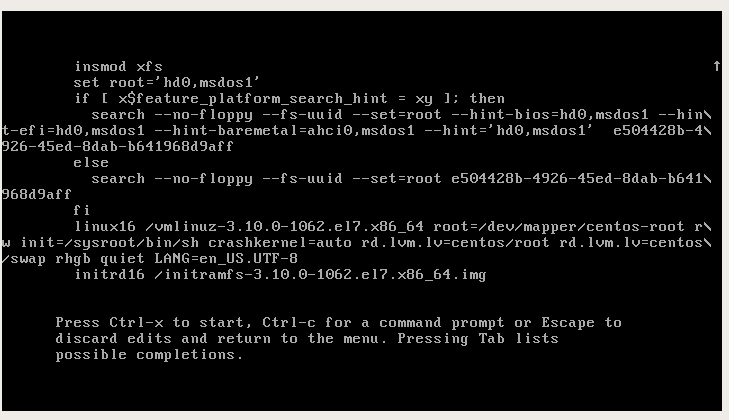 insmod xfs
set root='hd0,msdos1'
if [ x$feature_platform_search_hint = xy ]; then
search --no-floppy --fs-uuid --set=root --hint-bios=hd0,msdos1 --hin\
t-efi=hd0,msdos1 --hint-baremetal=ahci0,msdos1 --hint='hd0,msdos1'  e504428b-4\
926-45ed-8dab-b641968d9aff
else
search --no-floppy --fs-uuid --set=root e504428b-4926-45ed-8dab-b641\
968d9aff
fi
linux16 /vmlinuz-3.10.0-1062.el7.x86_64 root=/dev/mapper/centos-root r\
w init=/sysroot/bin/sh crashkernel=auto rd.lvm.lv=centos/root rd.lvm.lv=centos\
/swap rhgb quiet LANG=en_US.UTF-8
initrd16 /initramfs-3.10.0-1062.el7.x86_64.img
Press Ctrl-x to start, Ctrl-c for a command prompt or Escape to
discard edits and return to the menu. Pressing Tab lists
possible completions.